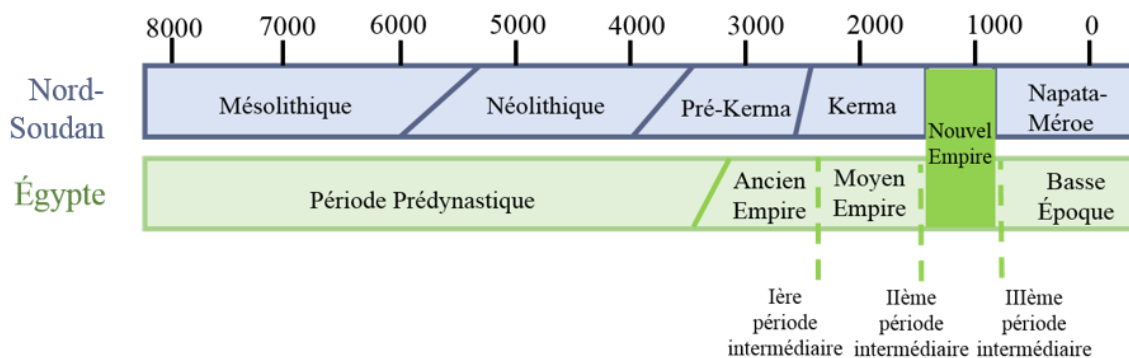 8000 7000 6000 5000 4000 3000 2000 1000 0
Nord-
Soudan
Mésolithique
Néolithique
Pré-Kerma
Kerma
Nouvel
Empire
Napata-
Méroe
Égypte
Période Prédynastique
Ancien
Empire
Moyen
Empire
Basse
Époque
Ière
période
intermédiaire
IIème
période
intermédiaire
IIIème
période
intermédiaire